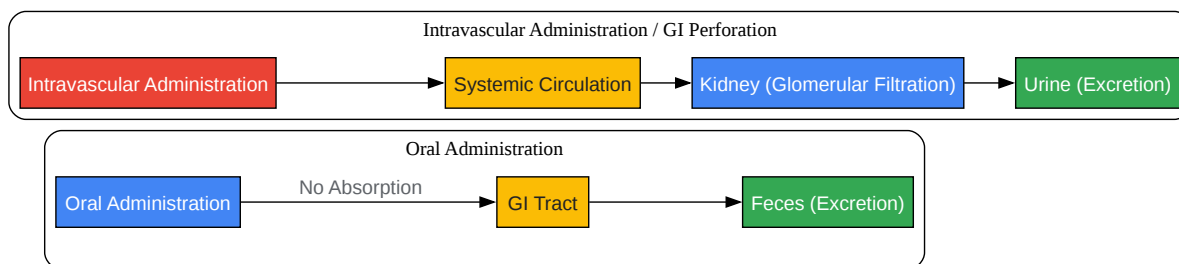 Intravascular Administration / GI Perforation
Intravascular Administration
Systemic Circulation
Kidney (Glomerular Filtration)
Urine (Excretion)
Oral Administration
Oral Administration
No Absorption
GI Tract
Feces (Excretion)